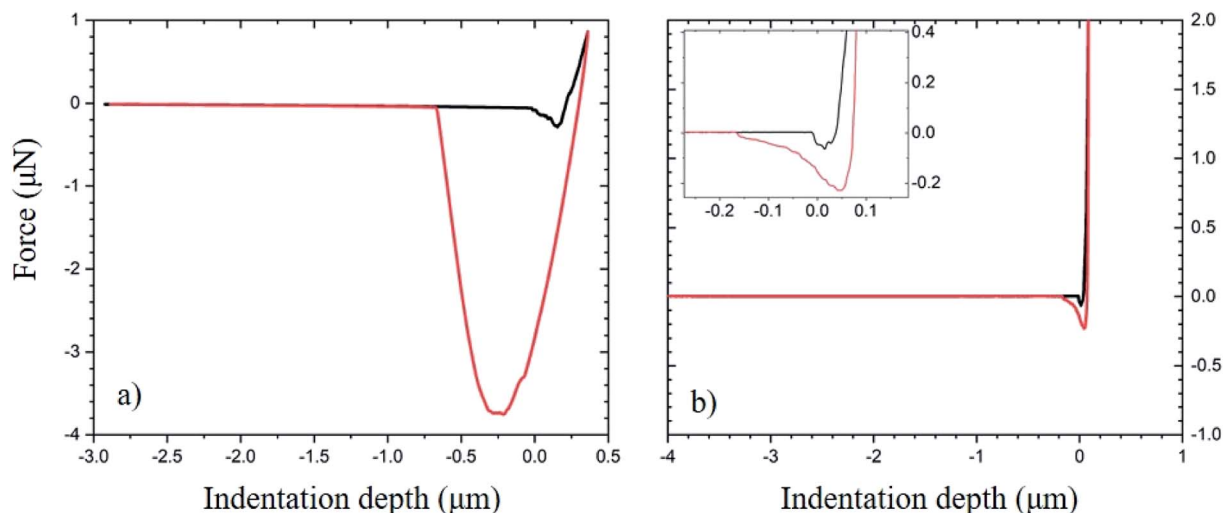 1
0
-1
-2
-3
-4
-3.0 -2.5 -2.0 -1.5 -1.0 -0.5 0.0 0.5
Force (μN)
Indentation depth (μm)
a)
2.0
1.5
1.0
0.5
0.0
-0.5
-1.0
-4 -3 -2 -1 0 1
0.4
0.2
0.0
-0.2
-0.2 -0.1 0.0 0.1
b)
Indentation depth (μm)